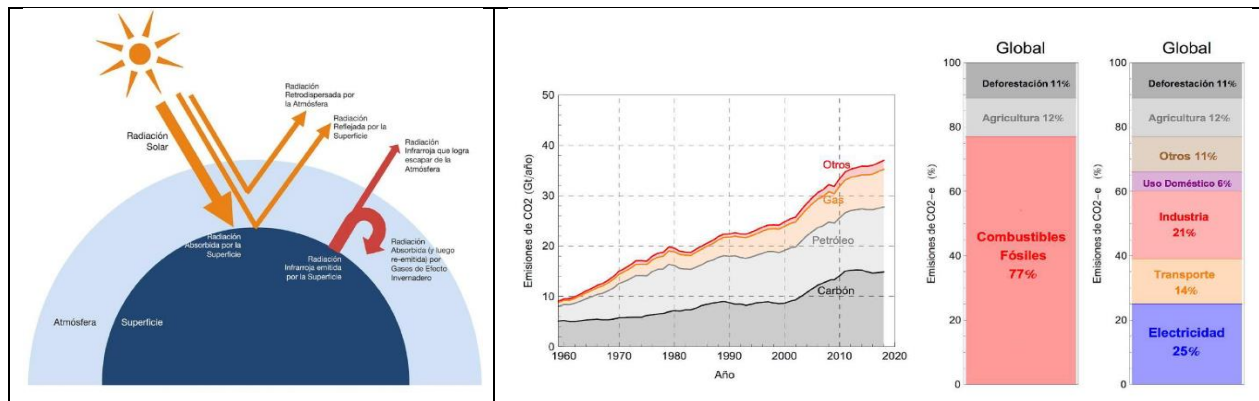 Radiación
Solar
Radiación
Retrodispersada por
la Atmósfera
Radiación
Reflejada por la
Superficie
Radiación
Infrarroja que logra
escapar de la
Atmósfera
Radiación
Absorbida por la
Superficie
Radiación
Infrarroja emitida
por la Superficie
Radiación
Absorbida (y luego
re-emitida) por
Gases de Efecto
Invernadero
Atmósfera
Superficie
Emisiones de CO2 (Gt/año)
50
40
30
20
10
0
Otros
Gas
Petróleo
Carbón
1960
1970
1980
1990
2000
2010
2020
Año
Global
Emisiones de CO2-e (%)
100
80
60
40
20
0
Deforestación 11%
Agricultura 12%
Combustibles
Fósiles
77%
Global
Emisiones de CO2-e (%)
100
80
60
40
20
0
Deforestación 11%
Agricultura 12%
Otros 11%
Uso Doméstico 6%
Industria
21%
Transporte
14%
Electricidad
25%